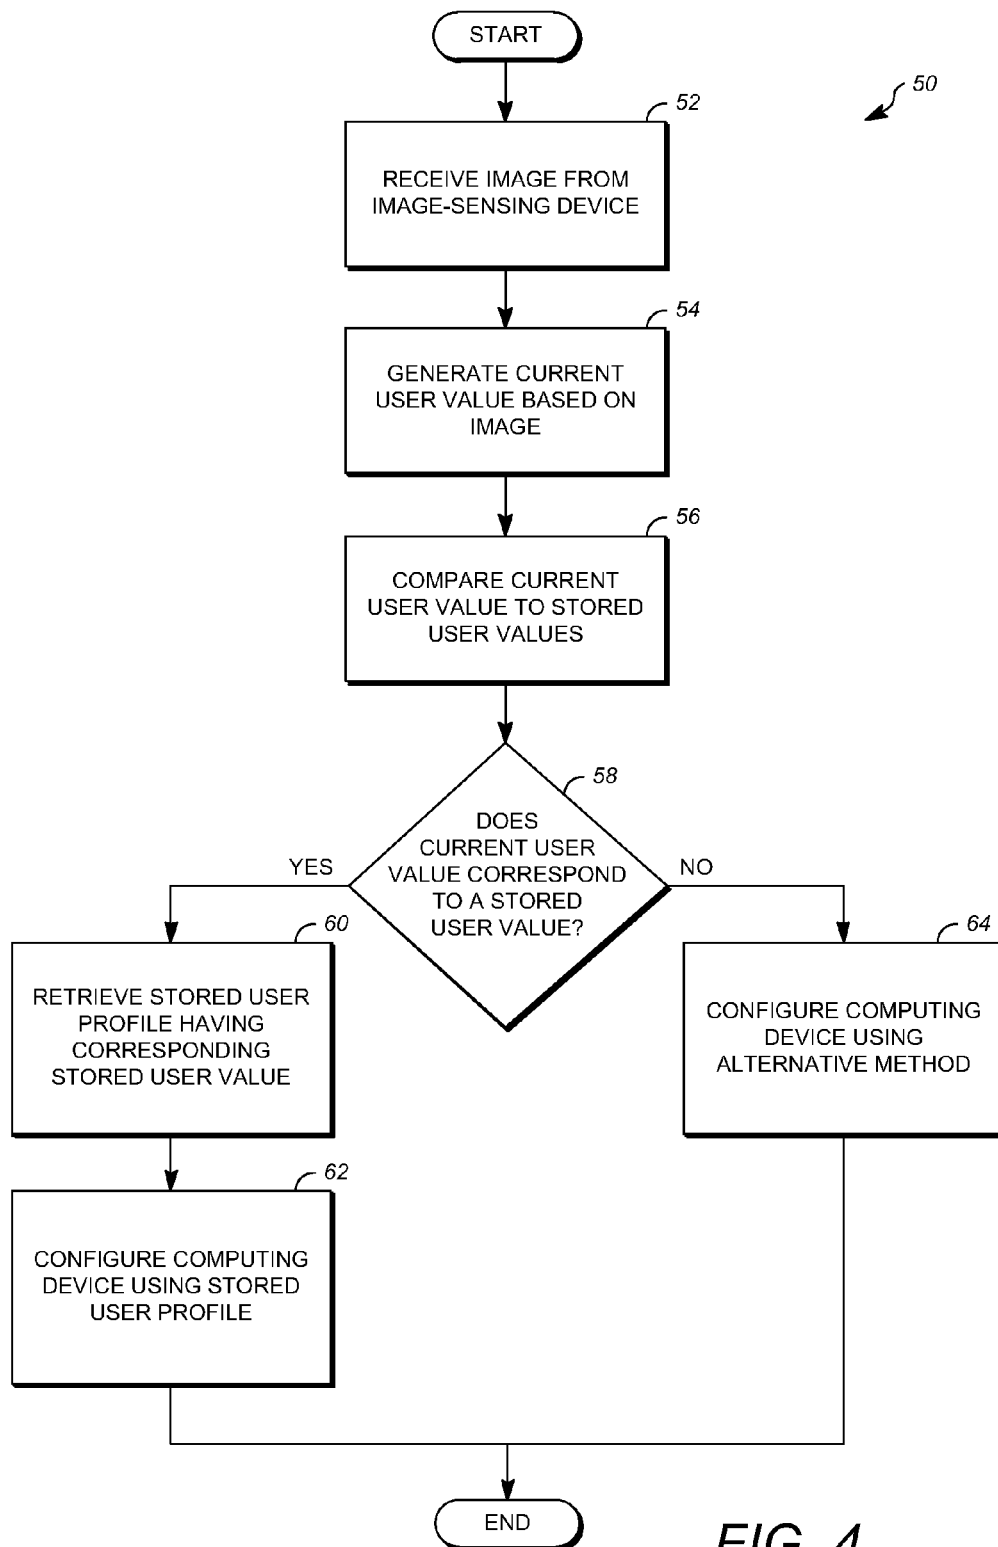 START
50
52
RECEIVE IMAGE FROM
IMAGE-SENSING DEVICE
54
GENERATE CURRENT
USER VALUE BASED ON
IMAGE
56
COMPARE CURRENT
USER VALUE TO STORED
USER VALUES
58
DOES
CURRENT USER
VALUE CORRESPOND
TO A STORED
USER VALUE?
YES
NO
60
RETRIEVE STORED USER
PROFILE HAVING
CORRESPONDING
STORED USER VALUE
64
CONFIGURE COMPUTING
DEVICE USING
ALTERNATIVE METHOD
62
CONFIGURE COMPUTING
DEVICE USING STORED
USER PROFILE
END
FIG. 4